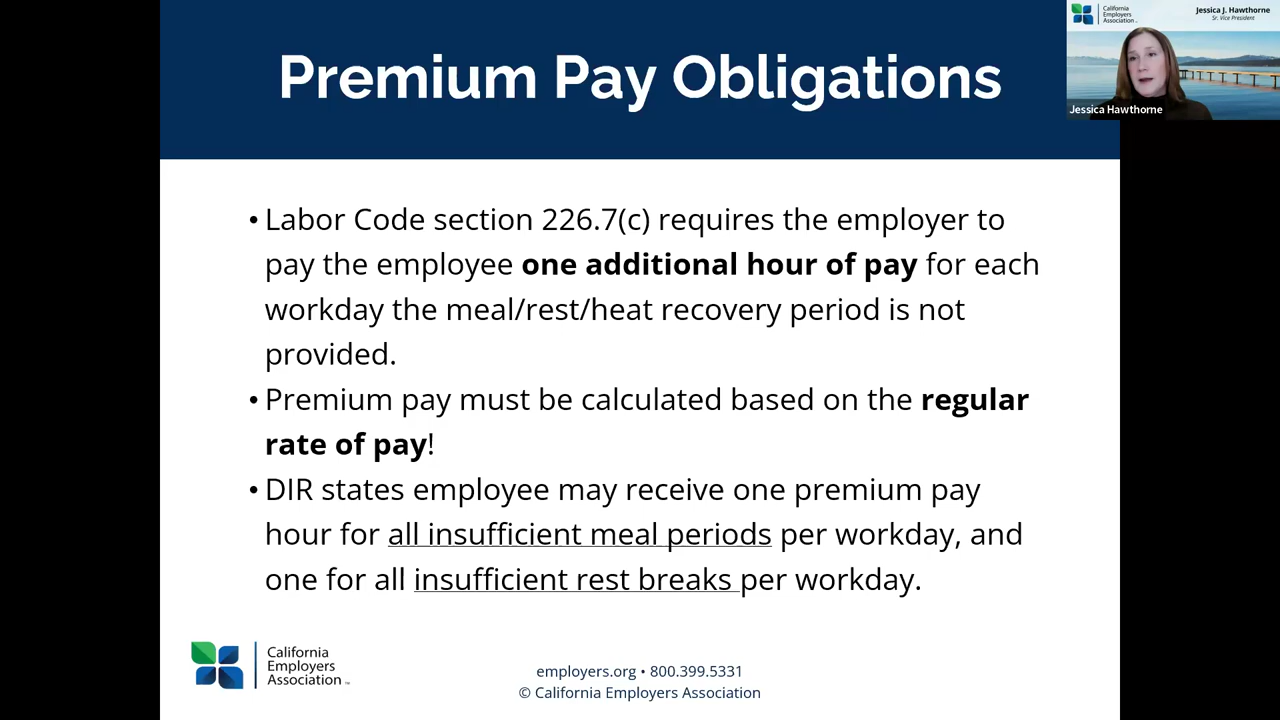 Premium Pay Obligations
California
Employers
Association
Jessica J. Hawthorne
Sr. Vice President
Jessica Hawthorne
• Labor Code section 226.7(c) requires the employer to
pay the employee one additional hour of pay for each
workday the meal/rest/heat recovery period is not
provided.
• Premium pay must be calculated based on the regular
rate of pay!
• DIR states employee may receive one premium pay
hour for all insufficient meal periods per workday, and
one for all insufficient rest breaks per workday.
California
Employers
Association™
employers.org • 800.399.5331
© California Employers Association